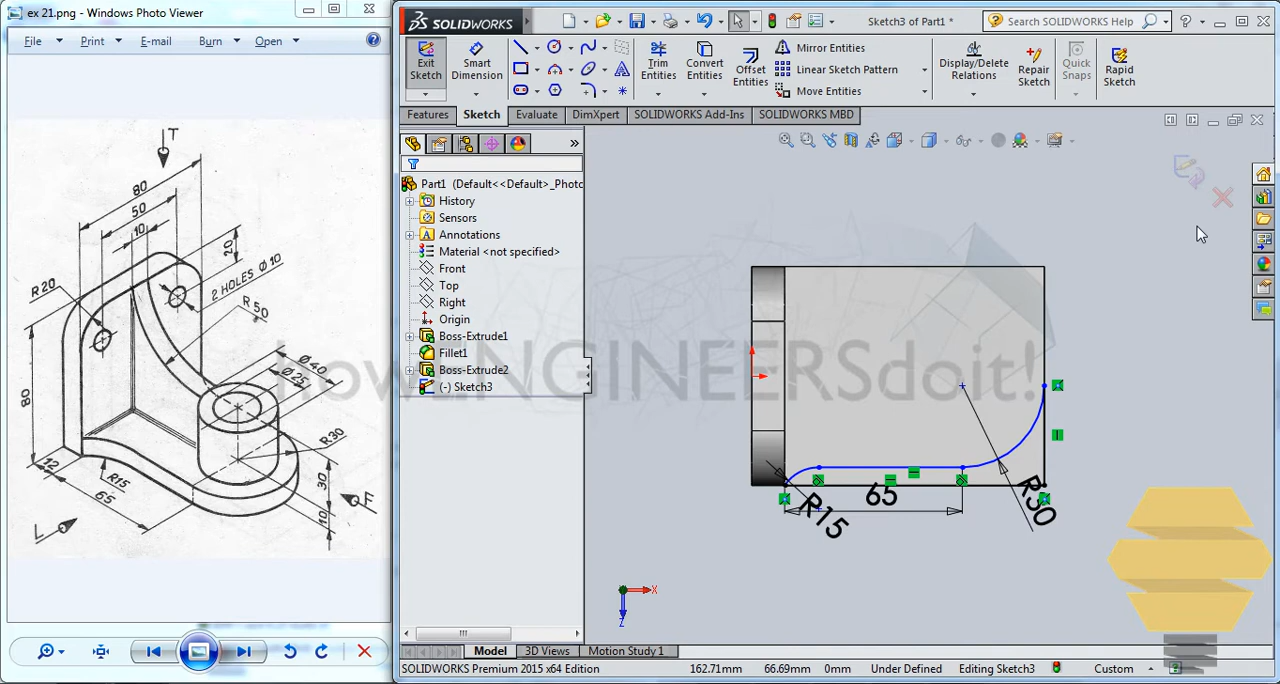 ex 21.png - Windows Photo Viewer
File Print E-mail Burn Open
T
80
50
10
20
2 HOLES Ø 10
R 20
R 50
Ø40
Ø25
80
R30
12
R15
65
30
10
F
L
SOLIDWORKS
Sketch3 of Part1 *
Search SOLIDWORKS Help
Exit Sketch
Smart Dimension
Trim Entities
Convert Entities
Offset Entities
Mirror Entities
Linear Sketch Pattern
Move Entities
Display/Delete Relations
Repair Sketch
Quick Snaps
Rapid Sketch
Features Sketch Evaluate DimXpert SOLIDWORKS Add-Ins SOLIDWORKS MBD
Part1 (Default<<Default>_Photo
History
Sensors
Annotations
Material <not specified>
Front
Top
Right
Origin
Boss-Extrude1
Fillet1
Boss-Extrude2
(-) Sketch3
howENGINEERSdoit!
65
R15
R30
X
Z
Model 3D Views Motion Study 1
SOLIDWORKS Premium 2015 x64 Edition 162.71mm 66.69mm 0mm Under Defined Editing Sketch3 Custom